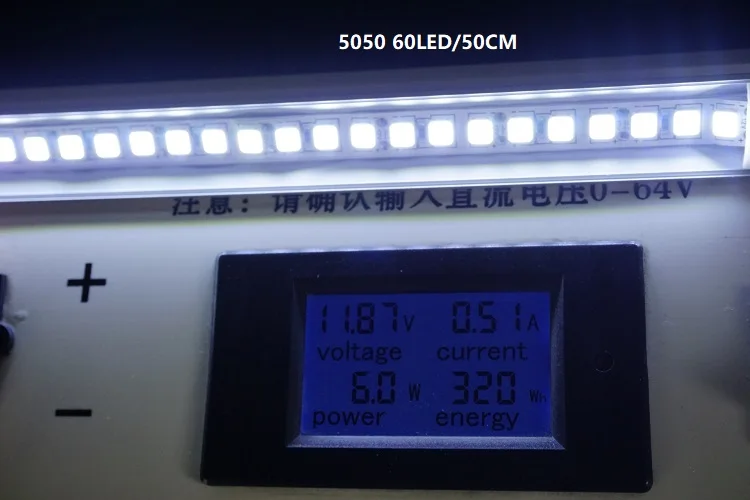 5050 60LED/50CM
注意：请确认输入直流电压0-64V
+
11.87V 0.51A
voltage current
6.0 W 320 Wh
power energy
−